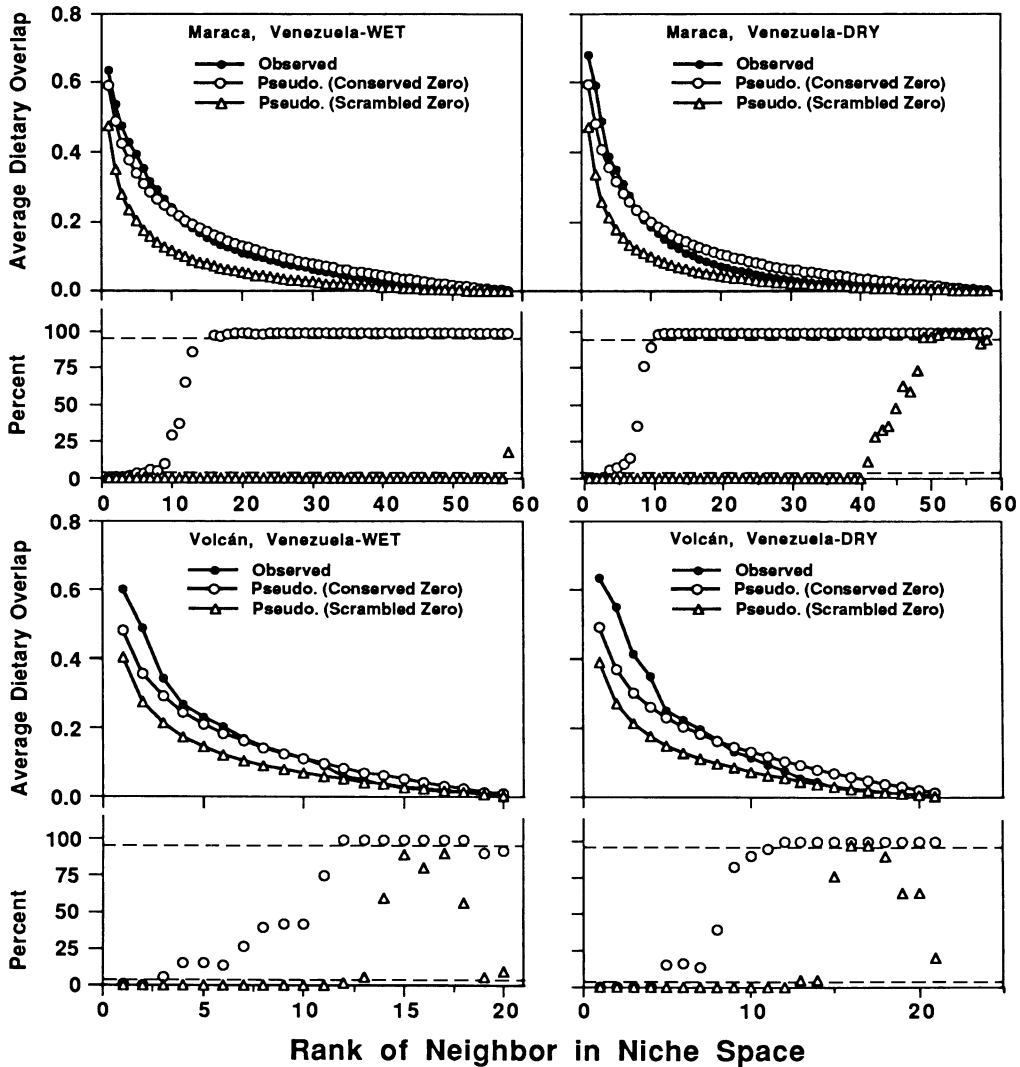 Average Dietary Overlap
0.8
0.6
0.4
0.2
0.0
Maraca, Venezuela-WET
Observed
Pseudo. (Conserved Zero)
Pseudo. (Scrambled Zero)
Maraca, Venezuela-DRY
Observed
Pseudo. (Conserved Zero)
Pseudo. (Scrambled Zero)
Percent
100
75
50
25
0
0 10 20 30 40 50 60
0 10 20 30 40 50 60
Average Dietary Overlap
0.8
0.6
0.4
0.2
0.0
Volcán, Venezuela-WET
Observed
Pseudo. (Conserved Zero)
Pseudo. (Scrambled Zero)
Volcán, Venezuela-DRY
Observed
Pseudo. (Conserved Zero)
Pseudo. (Scrambled Zero)
Percent
100
75
50
25
0
0 5 10 15 20
0 10 20
Rank of Neighbor in Niche Space